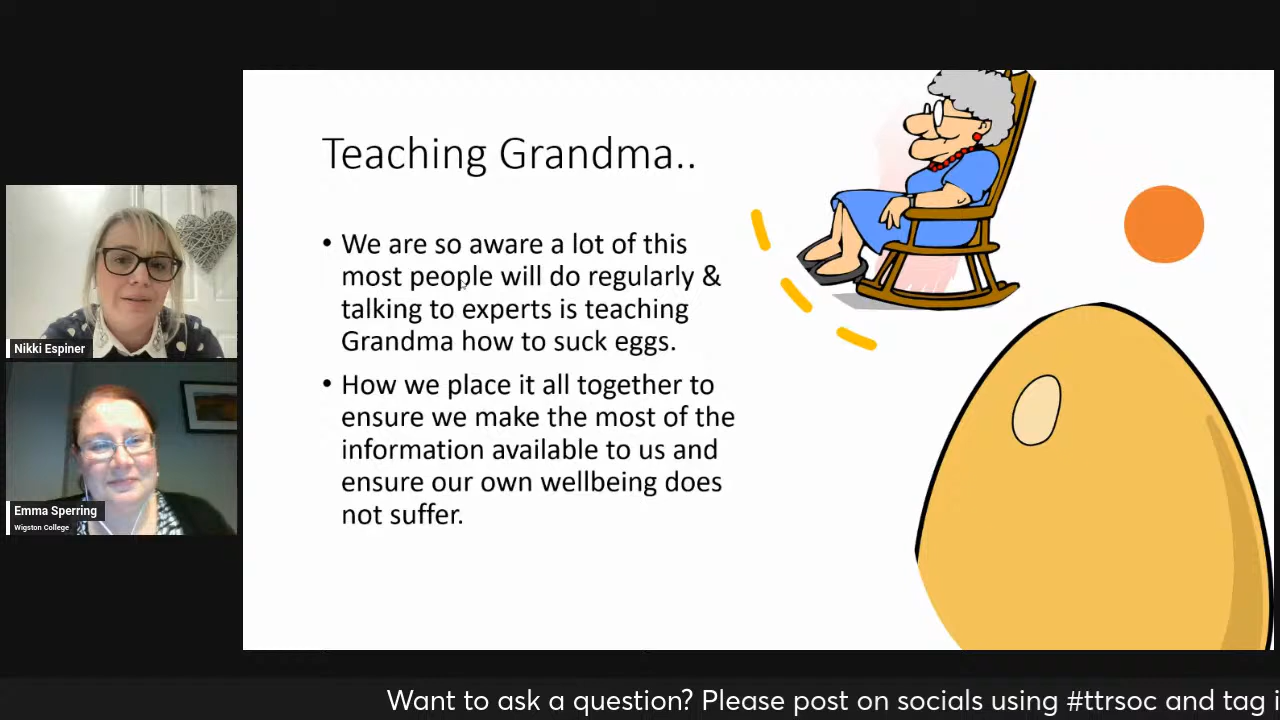 Teaching Grandma..
• We are so aware a lot of this
most people will do regularly &
talking to experts is teaching
Grandma how to suck eggs.
• How we place it all together to
ensure we make the most of the
information available to us and
ensure our own wellbeing does
not suffer.
Nikki Espiner
Emma Sperring
Wigston College
Want to ask a question? Please post on socials using #ttrsoc and tag i